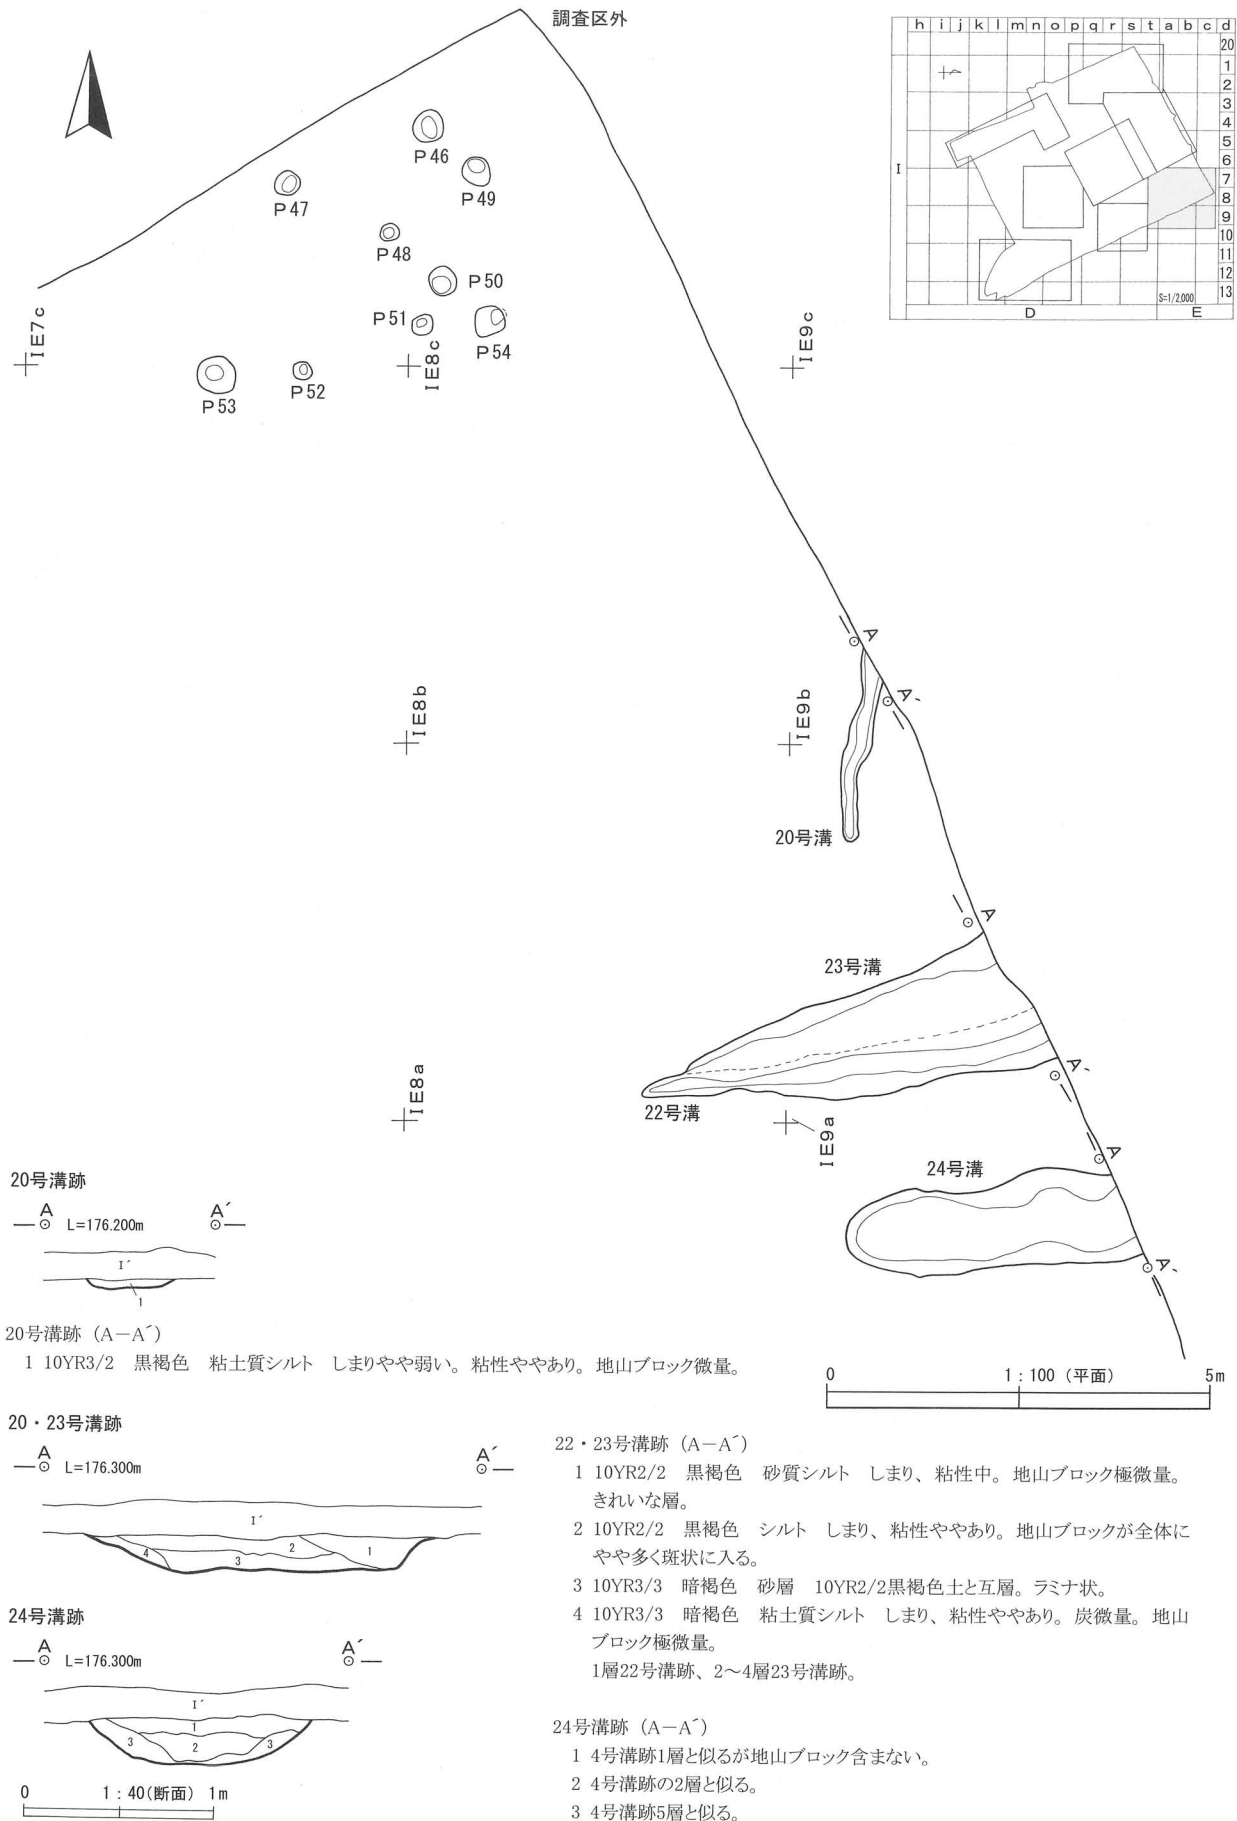 調査区外
h i j k l m n o p q r s t a b c d
20
1
2
3
4
5
6
7
8
9
10
11
12
13
I
S=1/2,000
D E
P46
P49
P47
P48
P50
P51
P54
P52
P53
IE7c
IE8c
IE9c
A
A´
IE8b
IE9b
20号溝
A
23号溝
A´
22号溝
IE8a
IE9a
A
24号溝
A´
20号溝跡
A A´
L=176.200m
I´
1
20号溝跡 (A-A´)
1 10YR3/2 黒褐色 粘土質シルト しまりやや弱い。粘性ややあり。地山ブロック微量。
0 1:100 (平面) 5m
20・23号溝跡
A A´
L=176.300m
I´
4 3 2 1
22・23号溝跡 (A-A´)
1 10YR2/2 黒褐色 砂質シルト しまり、粘性中。地山ブロック極微量。
きれいな層。
2 10YR2/2 黒褐色 シルト しまり、粘性ややあり。地山ブロックが全体に
やや多く斑状に入る。
3 10YR3/3 暗褐色 砂層 10YR2/2黒褐色土と互層。ラミナ状。
4 10YR3/3 暗褐色 粘土質シルト しまり、粘性ややあり。炭微量。地山
ブロック極微量。
1層22号溝跡、2～4層23号溝跡。
24号溝跡
A A´
L=176.300m
I´
1
3 2 3
0 1:40(断面) 1m
24号溝跡 (A-A´)
1 4号溝跡1層と似るが地山ブロック含まない。
2 4号溝跡の2層と似る。
3 4号溝跡5層と似る。